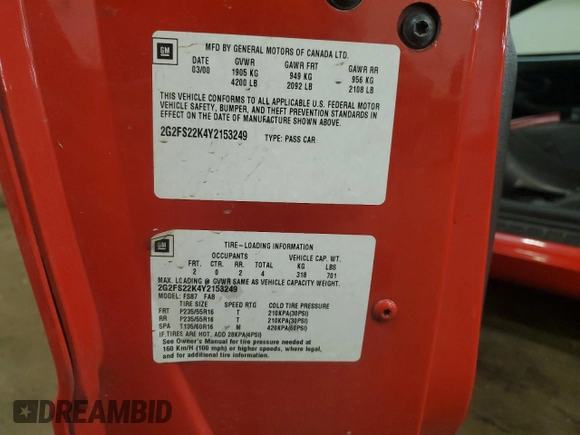 GM
MFD BY GENERAL MOTORS OF CANADA LTD.
DATE GVWR GAWR FRT GAWR RR
03/00 1905 KG 949 KG 956 KG
4200 LB 2092 LB 2108 LB
THIS VEHICLE CONFORMS TO ALL APPLICABLE U.S. FEDERAL MOTOR
VEHICLE SAFETY, BUMPER, AND THEFT PREVENTION STANDARDS IN
EFFECT ON THE DATE OF MANUFACTURE SHOWN ABOVE.
2G2FS22K4Y2153249 TYPE: PASS CAR
GM
TIRE-LOADING INFORMATION
OCCUPANTS VEHICLE CAP. WT.
FRT. CTR. RR. TOTAL KG LBS
2 0 2 4 318 701
MAX. LOADING @ GVWR SAME AS VEHICLE CAPACITY WEIGHT.
2G2FS22K4Y2153249
MODEL: FS87 FAB
TIRE SIZE SPEED RTG COLD TIRE PRESSURE
FRT P235/55R16 T 210KPA(30PSI)
RR P235/55R16 T 210KPA(30PSI)
SPA T135/60R16 M 420KPA(60PSI)
IF.TIRES ARE HOT, ADD 28KPA(4PSI)
See Owner's Manual for tire pressure needed at
160 Km/H (100 mph) or higher speeds, where legal,
and for additional tire information.
DREAMBID